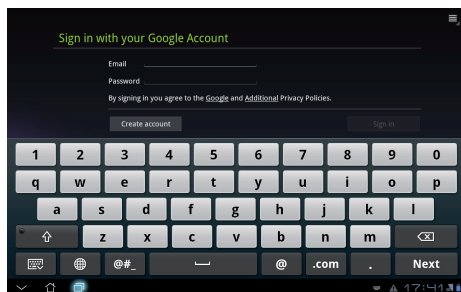 Sign in with your Google Account
Email
Password
By signing in you agree to the Google and Additional Privacy Policies.
Create account Sign in
1 2 3 4 5 6 7 8 9 0
q w e r t y u i o p
a s d f g h j k l
z x c v b n m
@#_ @ .com . Next
17:41